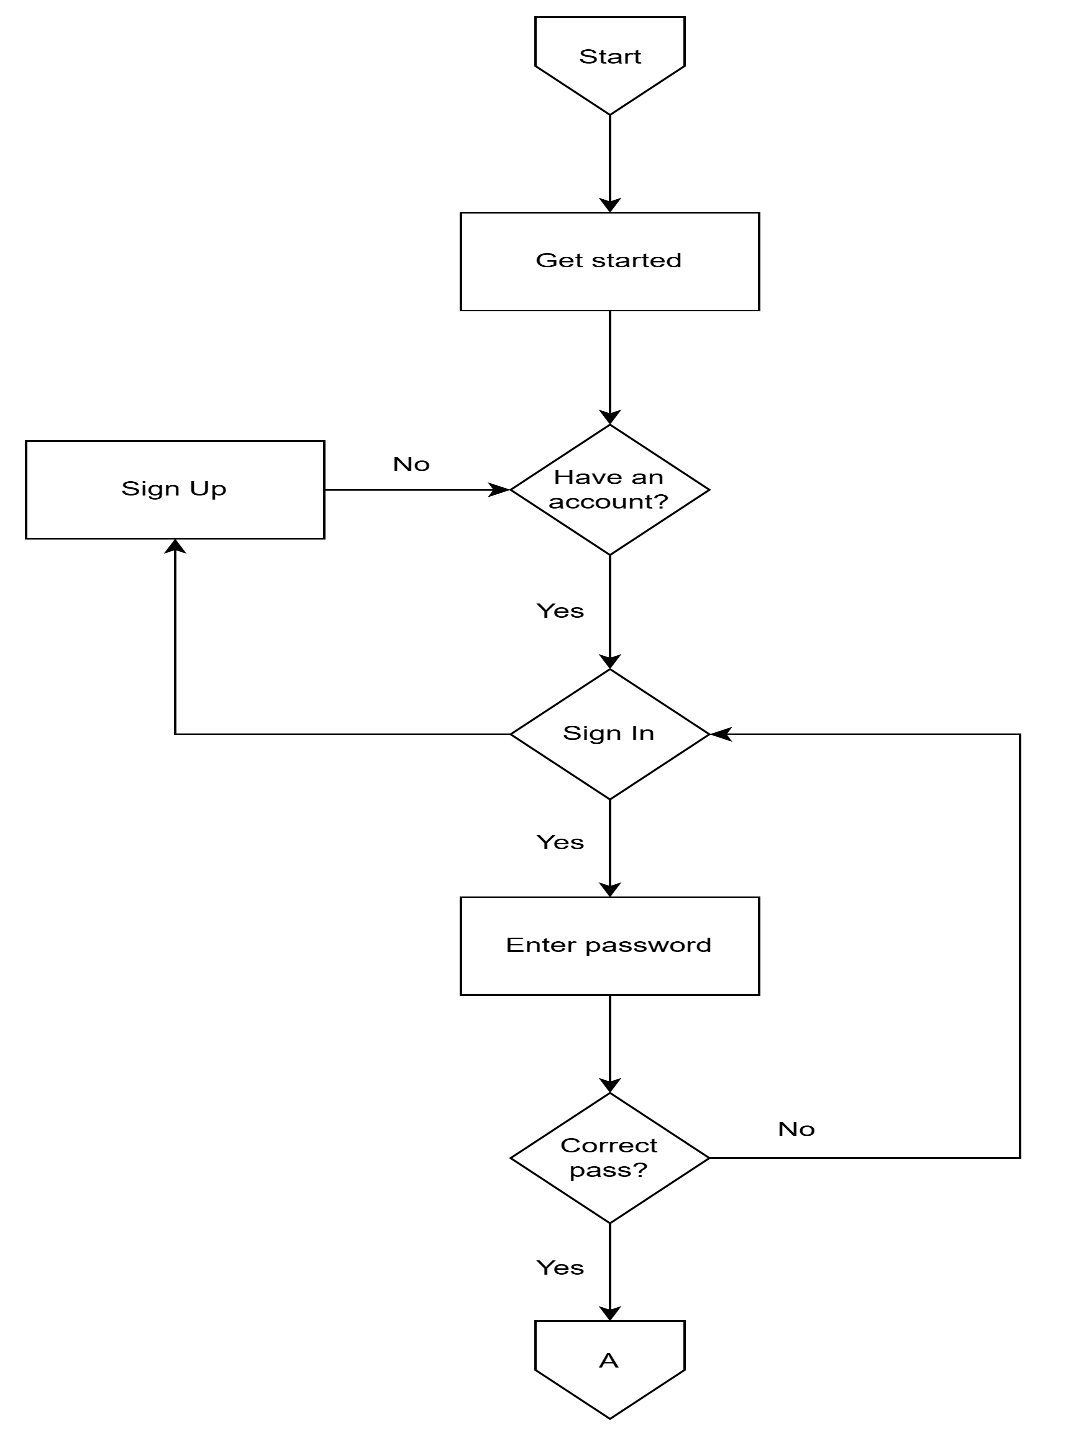 Start
Get started
No
Sign Up
Have an
account?
Yes
Sign In
Yes
Enter password
No
Correct
pass?
Yes
A